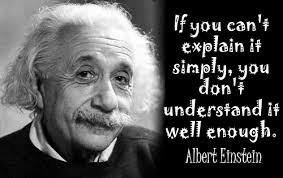 If you can't
explain it
simply, you
don't
understand it
well enough.
Albert Einstein